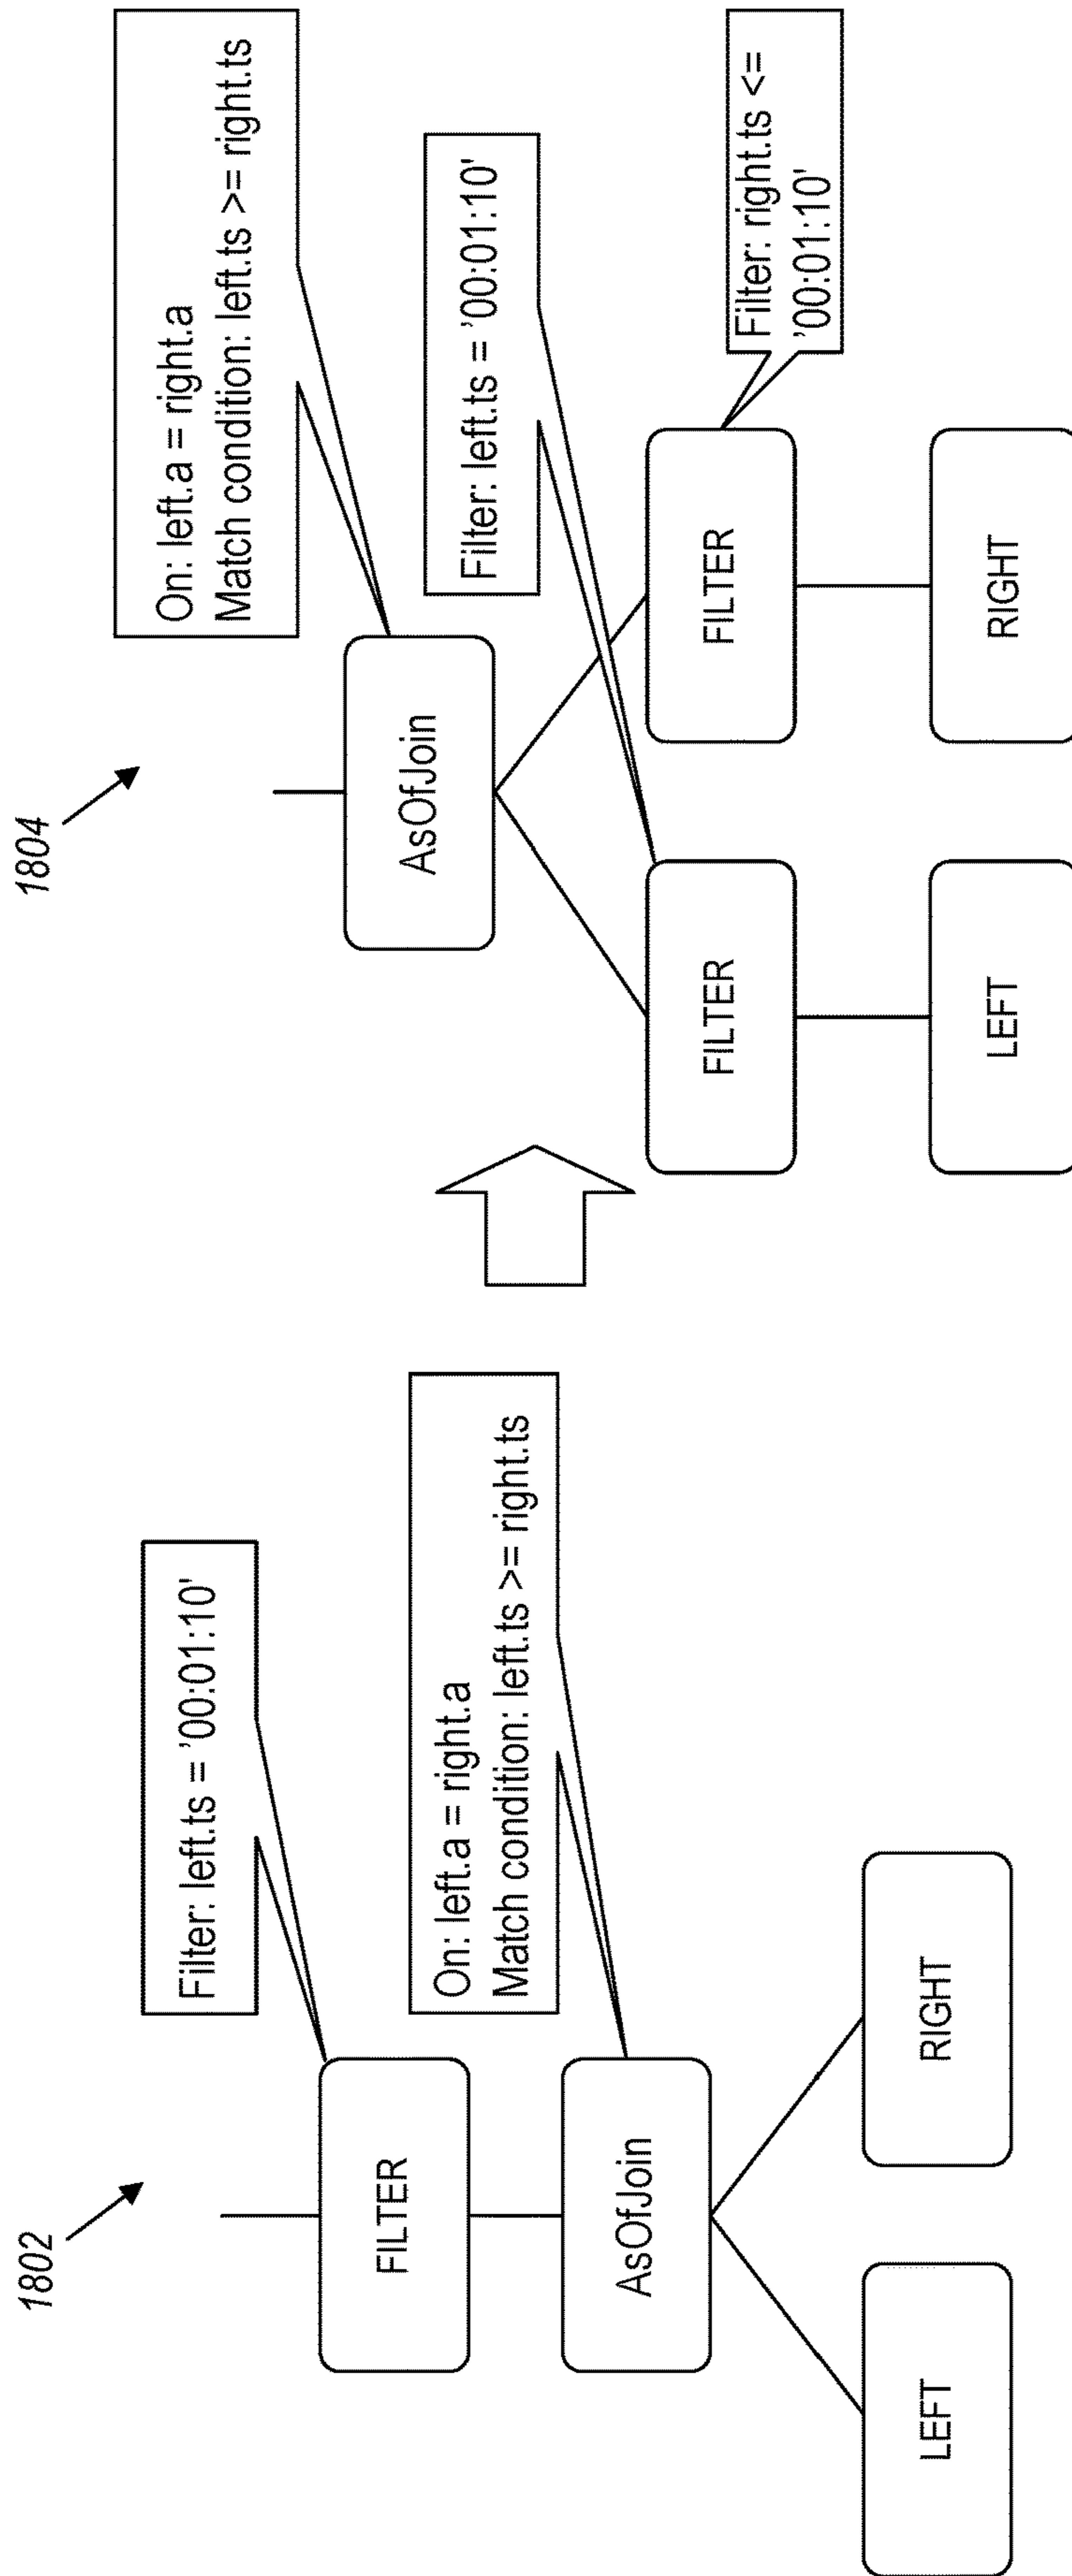 1802
Filter: left.ts = '00:01:10'
FILTER
On: left.a = right.a
Match condition: left.ts >= right.ts
AsOfJoin
LEFT
RIGHT
1804
On: left.a = right.a
Match condition: left.ts >= right.ts
AsOfJoin
Filter: left.ts = '00:01:10'
FILTER
FILTER
Filter: right.ts <=
'00:01:10'
LEFT
RIGHT